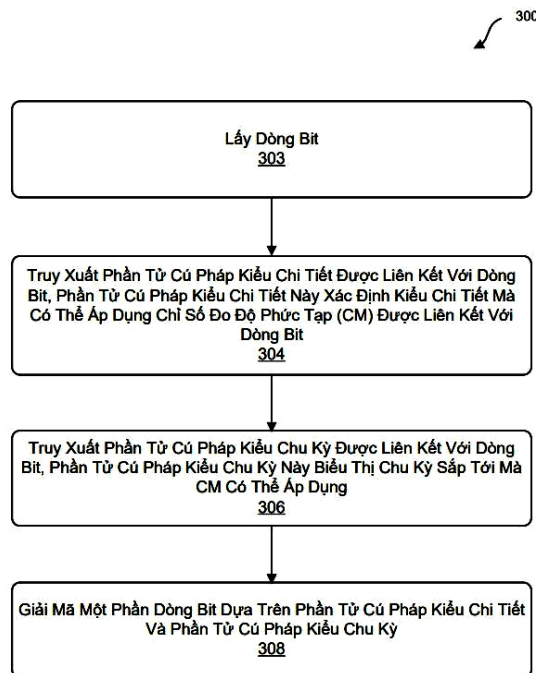 300
Lấy Dòng Bit
303
Truy Xuất Phần Tử Cú Pháp Kiểu Chi Tiết Được Liên Kết Với Dòng
Bit, Phần Tử Cú Pháp Kiểu Chi Tiết Này Xác Định Kiểu Chi Tiết Mà
Có Thể Áp Dụng Chỉ Số Đo Độ Phức Tạp (CM) Được Liên Kết Với
Dòng Bit
304
Truy Xuất Phần Tử Cú Pháp Kiểu Chu Kỳ Được Liên Kết Với Dòng
Bit, Phần Tử Cú Pháp Kiểu Chu Kỳ Này Biểu Thị Chu Kỳ Sắp Tới Mà
CM Có Thể Áp Dụng
306
Giải Mã Một Phần Dòng Bit Dựa Trên Phần Tử Cú Pháp Kiểu Chi Tiết
Và Phần Tử Cú Pháp Kiểu Chu Kỳ
308